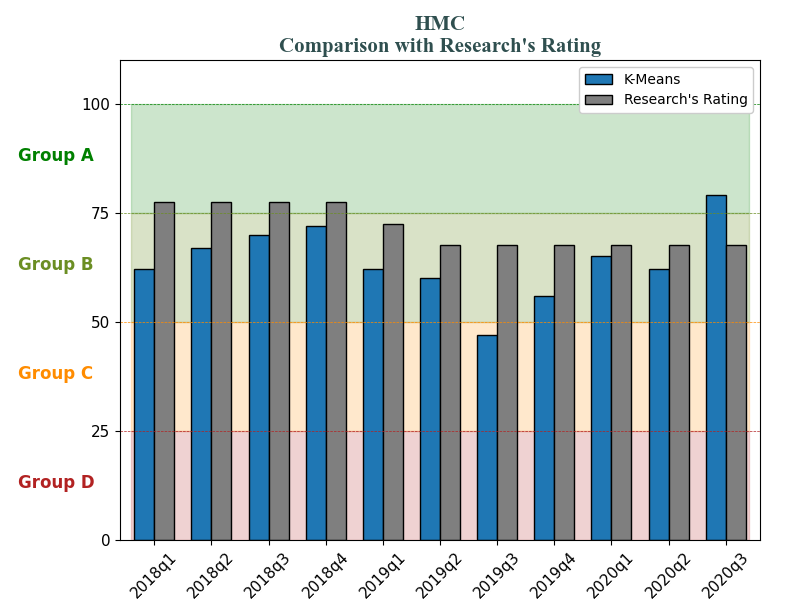 HMC
Comparison with Research's Rating
K-Means
Research's Rating
100
Group A
75
Group B
50
Group C
25
Group D
0
2018q1
2018q2
2018q3
2018q4
2019q1
2019q2
2019q3
2019q4
2020q1
2020q2
2020q3